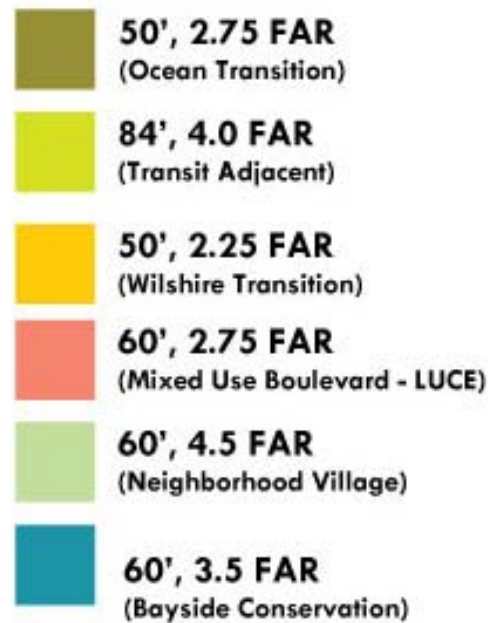 50’, 2.75 FAR
(Ocean Transition)
84’, 4.0 FAR
(Transit Adjacent)
50’, 2.25 FAR
(Wilshire Transition)
60’, 2.75 FAR
(Mixed Use Boulevard - LUCE)
60’, 4.5 FAR
(Neighborhood Village)
60’, 3.5 FAR
(Bayside Conservation)